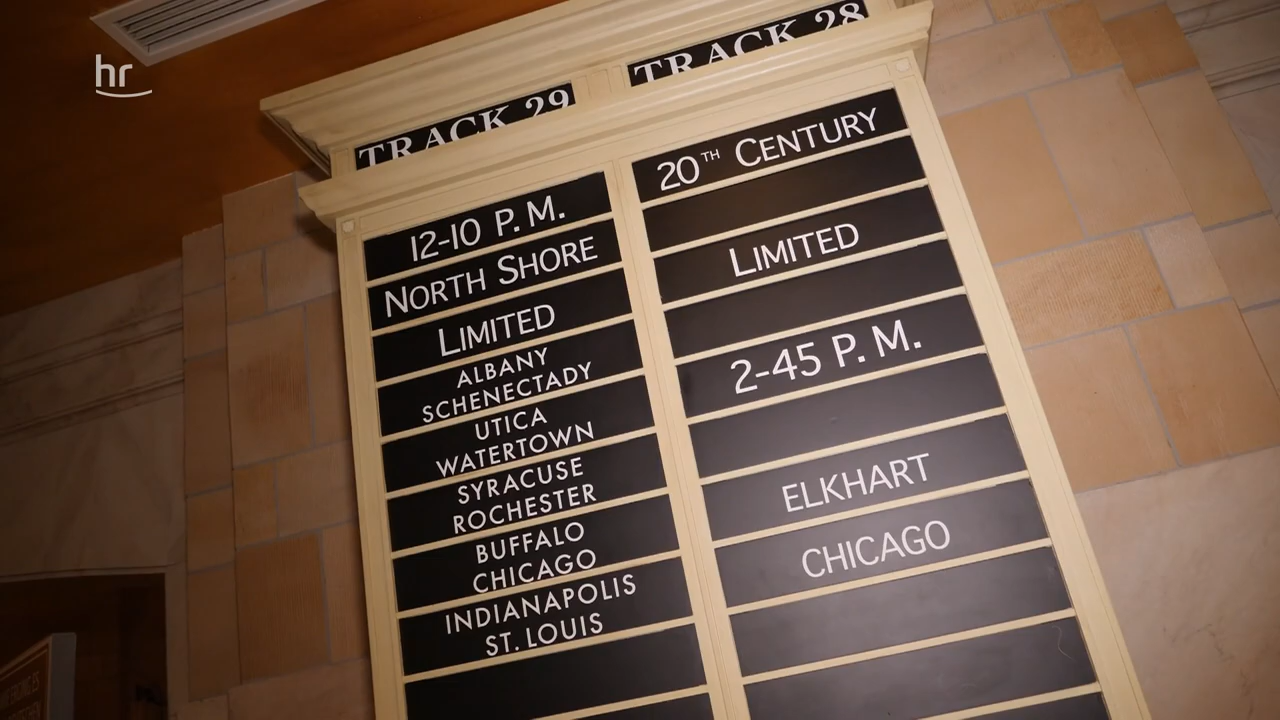 hr
TRACK 29
12-10 P.M.
NORTH SHORE
LIMITED
ALBANY
SCHENECTADY
UTICA
WATERTOWN
SYRACUSE
ROCHESTER
BUFFALO
CHICAGO
INDIANAPOLIS
ST. LOUIS
TRACK 28
20TH CENTURY
LIMITED
2-45 P.M.
ELKHART
CHICAGO